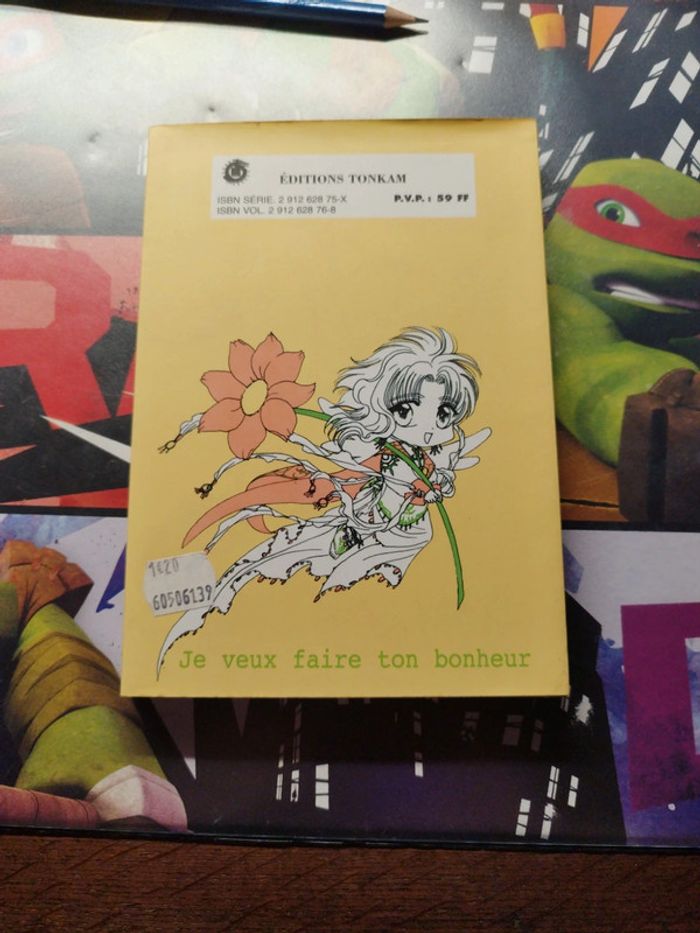 ÉDITIONS TONKAM
ISBN SÉRIE. 2 912 628 75-X
P.V.P. : 59 FF
ISBN VOL. 2 912 628 76-8
1€20
60506139
Je veux faire ton bonheur